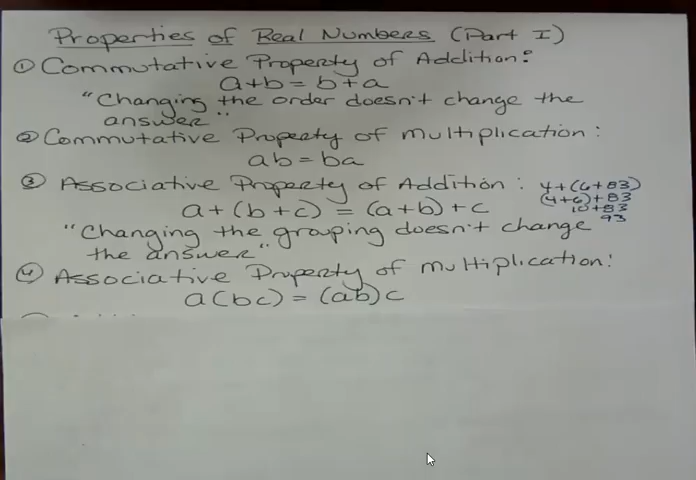 Properties of Real Numbers (Part I)
① Commutative Property of Addition:
a+b = b+a
"Changing the order doesn't change the
answer"
② Commutative Property of multiplication:
ab = ba
③ Associative Property of Addition: 4+(6+83)
(4+6)+83
a+(b+c) = (a+b)+c 10+83
93
"Changing the grouping doesn't change
the answer"
④ Associative Property of multiplication:
a(bc) = (ab)c